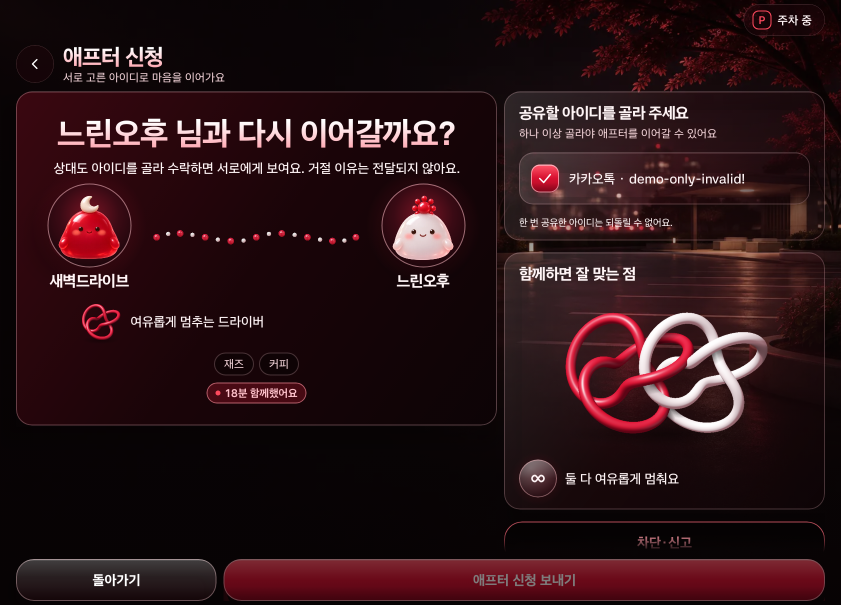 P 주차 중
애프터 신청
서로 고른 아이디로 마음을 이어가요
느린오후 님과 다시 이어갈까요?
상대도 아이디를 골라 수락하면 서로에게 보여요. 거절 이유는 전달되지 않아요.
새벽드라이브
느린오후
여유롭게 멈추는 드라이버
재즈
커피
18분 함께했어요
공유할 아이디를 골라 주세요
하나 이상 골라야 애프터를 이어갈 수 있어요
카카오톡 · demo-only-invalid!
한 번 공유한 아이디는 되돌릴 수 없어요.
함께하면 잘 맞는 점
∞ 둘 다 여유롭게 멈춰요
차단·신고
돌아가기
애프터 신청 보내기